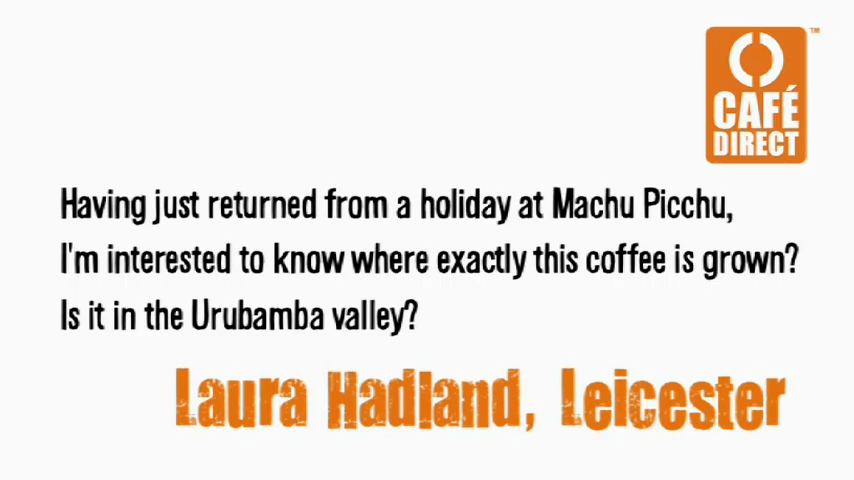 CAFÉ
DIRECT
™
Having just returned from a holiday at Machu Picchu,
I'm interested to know where exactly this coffee is grown?
Is it in the Urubamba valley?
Laura Hadland, Leicester